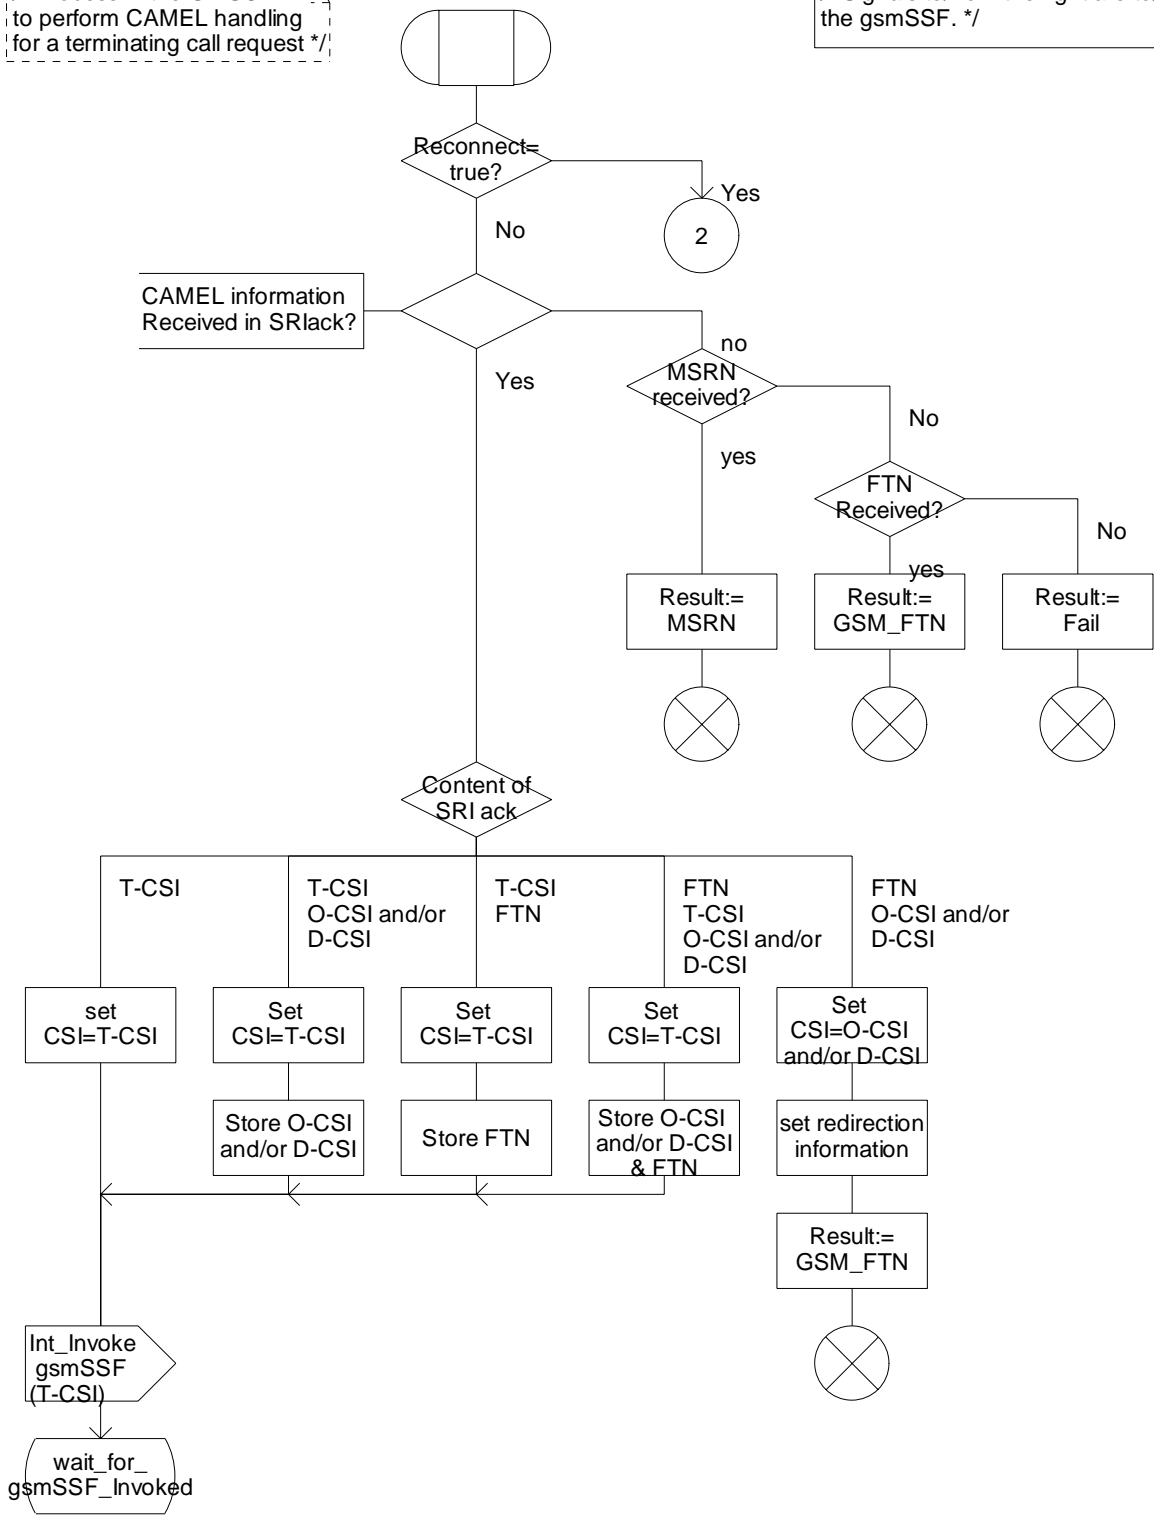 to perform CAMEL handling
for a terminating call request */
the gsmSSF. */
Reconnect=
true?
Yes
No
2
CAMEL information
Received in SRIack?
no
Yes
MSRN
received?
No
yes
FTN
Received?
No
yes
Result:=
MSRN
Result:=
GSM_FTN
Result:=
Fail
Content of
SRI ack
T-CSI
T-CSI
O-CSI and/or
D-CSI
T-CSI
FTN
FTN
T-CSI
O-CSI and/or
D-CSI
FTN
O-CSI and/or
D-CSI
set
CSI=T-CSI
Set
CSI=T-CSI
Set
CSI=T-CSI
Set
CSI=T-CSI
Set
CSI=O-CSI
and/or D-CSI
Store O-CSI
and/or D-CSI
Store FTN
Store O-CSI
and/or D-CSI
& FTN
set redirection
information
Result:=
GSM_FTN
Int_Invoke
gsmSSF
(T-CSI)
wait_for_
gsmSSF_Invoked